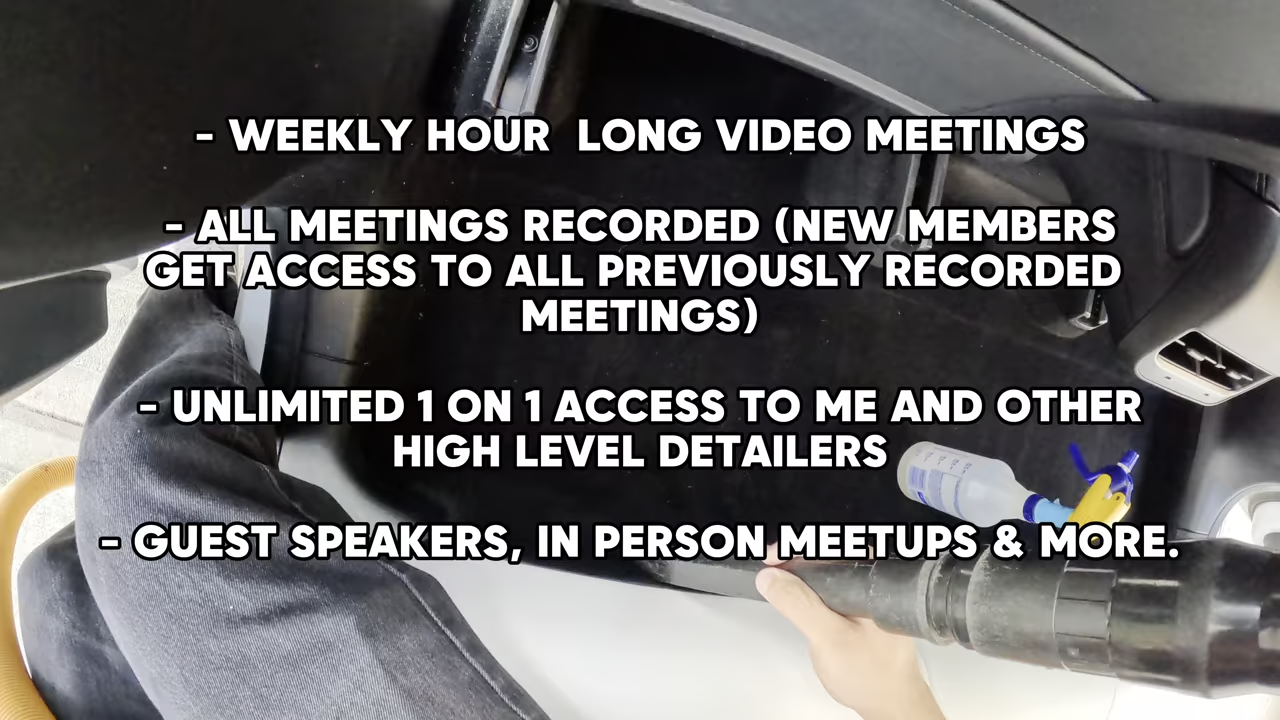 - WEEKLY HOUR  LONG VIDEO MEETINGS
- ALL MEETINGS RECORDED (NEW MEMBERS
GET ACCESS TO ALL PREVIOUSLY RECORDED
MEETINGS)
- UNLIMITED 1 ON 1 ACCESS TO ME AND OTHER
HIGH LEVEL DETAILERS
- GUEST SPEAKERS, IN PERSON MEETUPS & MORE.